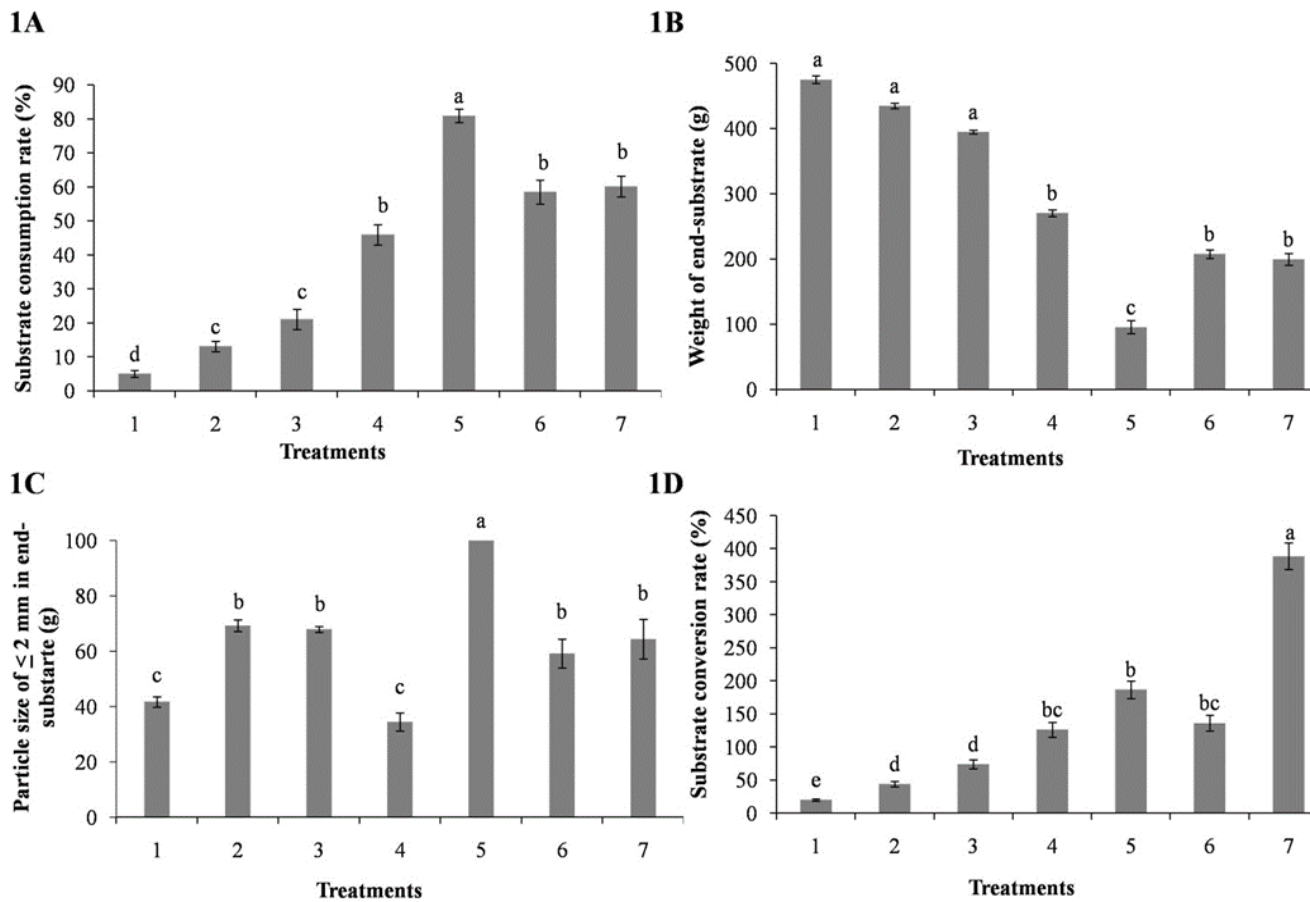 1A
Substrate consumption rate (%)
90
80
70
60
50
40
30
20
10
0
d
c
c
b
a
b
b
1 2 3 4 5 6 7
Treatments
1B
Weight of end-substrate (g)
500
400
300
200
100
0
a
a
a
b
c
b
b
1 2 3 4 5 6 7
Treatments
1C
Particle size of ≤ 2 mm in end-
substarte (g)
100
80
60
40
20
0
c
b
b
c
a
b
b
1 2 3 4 5 6 7
Treatments
1D
Substrate conversion rate (%)
450
400
350
300
250
200
150
100
50
0
e
d
d
bc
b
bc
a
1 2 3 4 5 6 7
Treatments